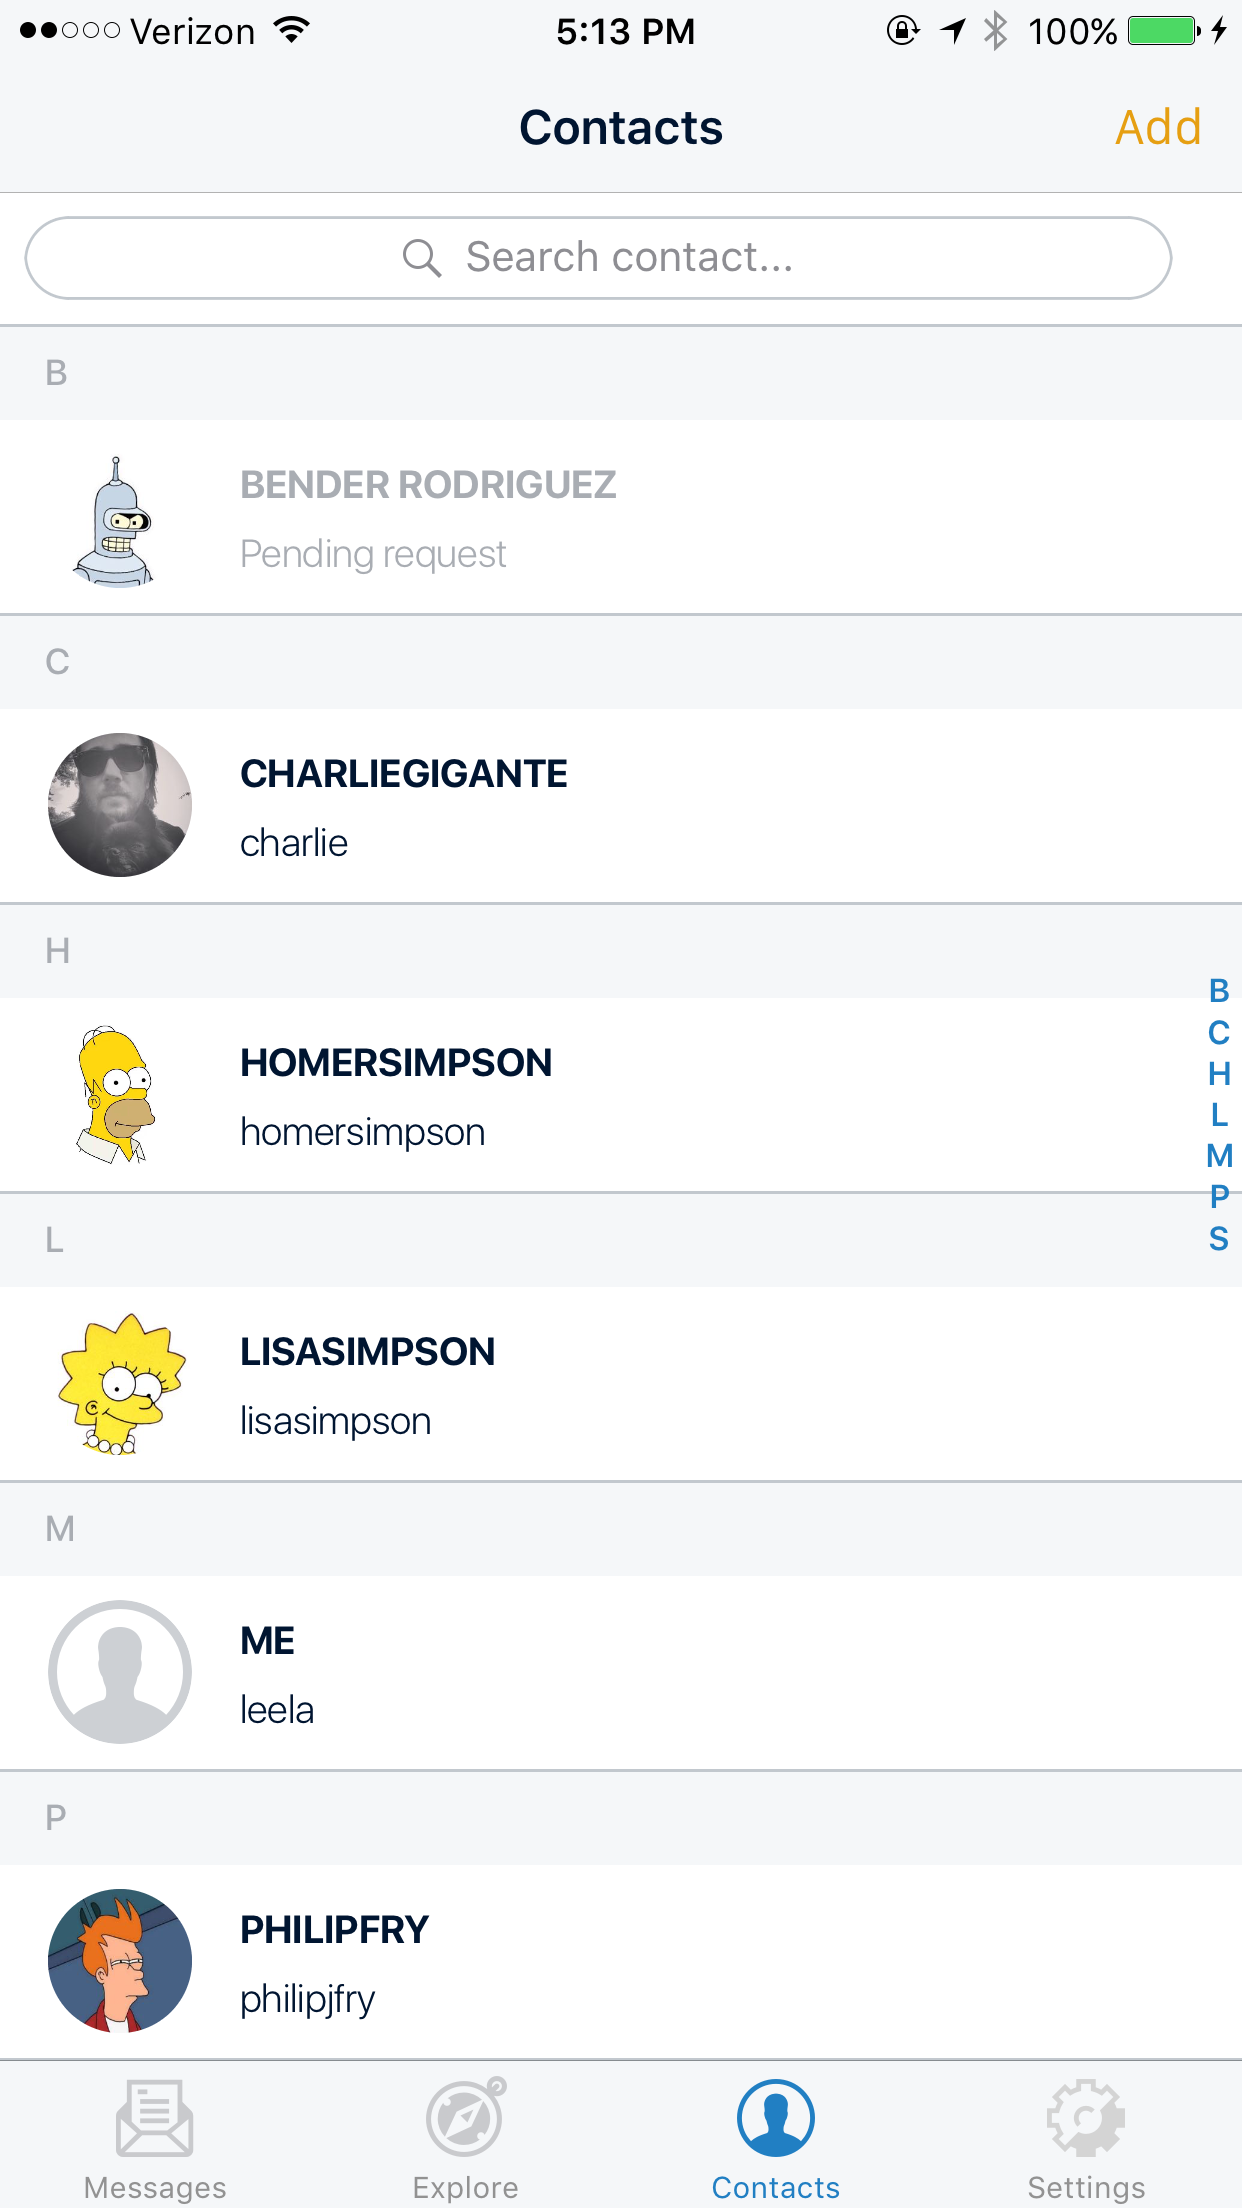 Verizon 5:13 PM 100%
Contacts Add
Search contact...
B
BENDER RODRIGUEZ
Pending request
C
CHARLIEGIGANTE
charlie
H
HOMERSIMPSON
homersimpson
L
LISASIMPSON
lisasimpson
M
ME
leela
P
PHILIPFRY
philipjfry
B
C
H
L
M
P
S
Messages Explore Contacts Settings